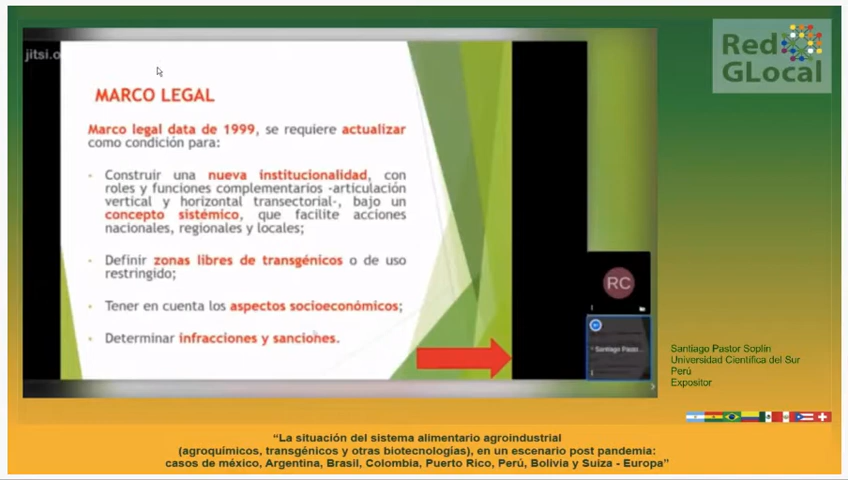 Red
GLocal
jitsi.o
MARCO LEGAL
Marco legal data de 1999, se requiere actualizar
como condición para:
Construir una nueva institucionalidad, con
roles y funciones complementarios -articulación
vertical y horizontal transectorial-, bajo un
concepto sistémico, que facilite acciones
nacionales, regionales y locales;
Definir zonas libres de transgénicos o de uso
restringido;
Tener en cuenta los aspectos socioeconómicos;
Determinar infracciones y sanciones.
RC
Santiago Pasto...
Santiago Pastor Soplín
Universidad Científica del Sur
Perú
Expositor
“La situación del sistema alimentario agroindustrial
(agroquímicos, transgénicos y otras biotecnologías), en un escenario post pandemia:
casos de méxico, Argentina, Brasil, Colombia, Puerto Rico, Perú, Bolivia y Suiza - Europa”